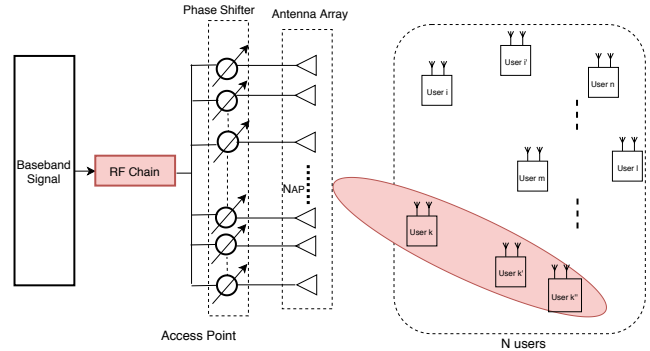 Phase Shifter
Antenna Array
Baseband
Signal
RF Chain
NAP
Access Point
User i'
User i
User n
User m
User l
User k
User k'
User k''
N users